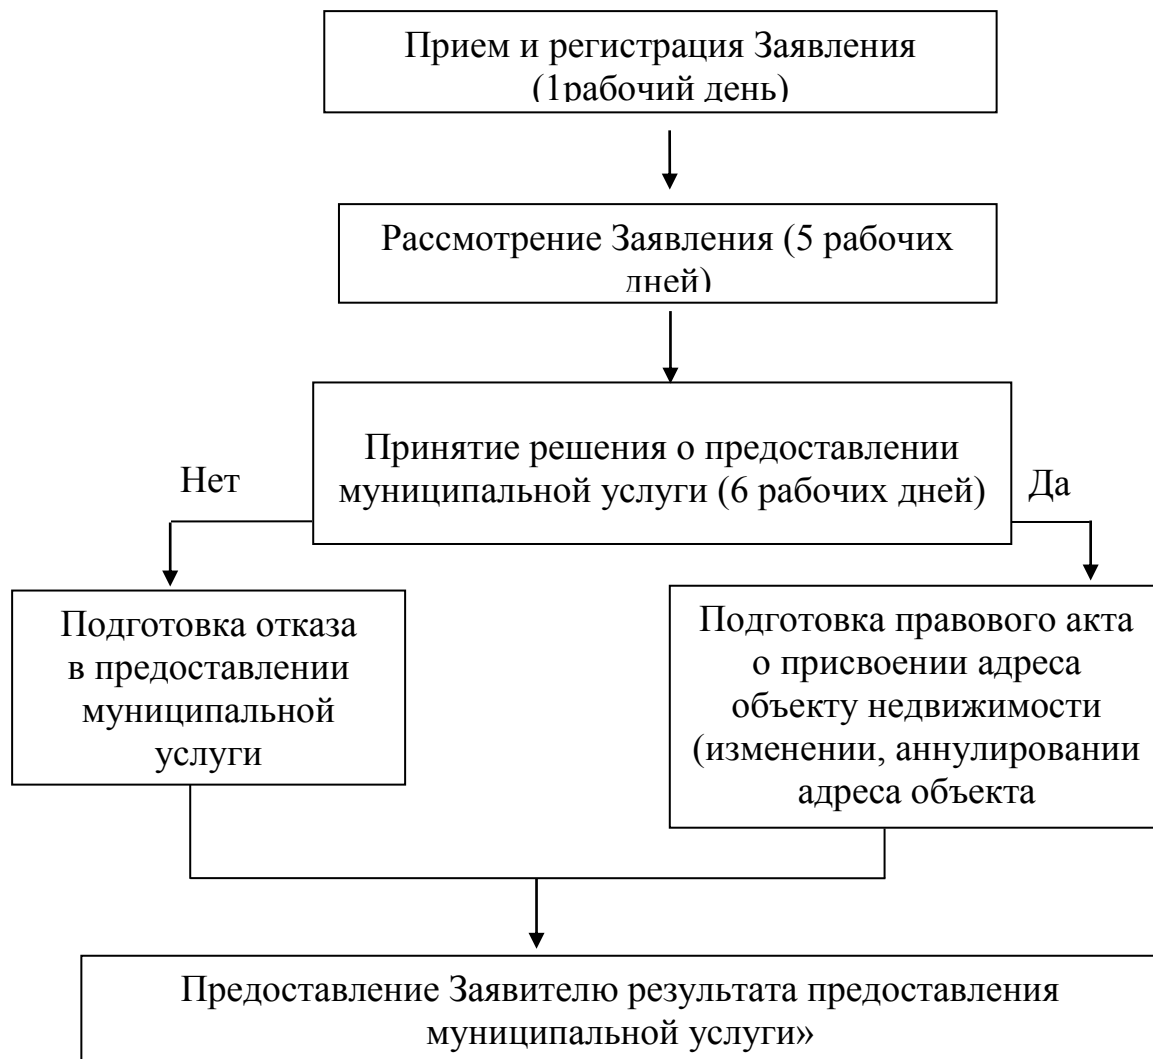 Прием и регистрация Заявления
(1рабочий день)
Рассмотрение Заявления (5 рабочих
дней)
Принятие решения о предоставлении
муниципальной услуги (6 рабочих дней)
Нет
Да
Подготовка отказа
в предоставлении
муниципальной
услуги
Подготовка правового акта
о присвоении адреса
объекту недвижимости
(изменении, аннулировании
адреса объекта
Предоставление Заявителю результата предоставления
муниципальной услуги»